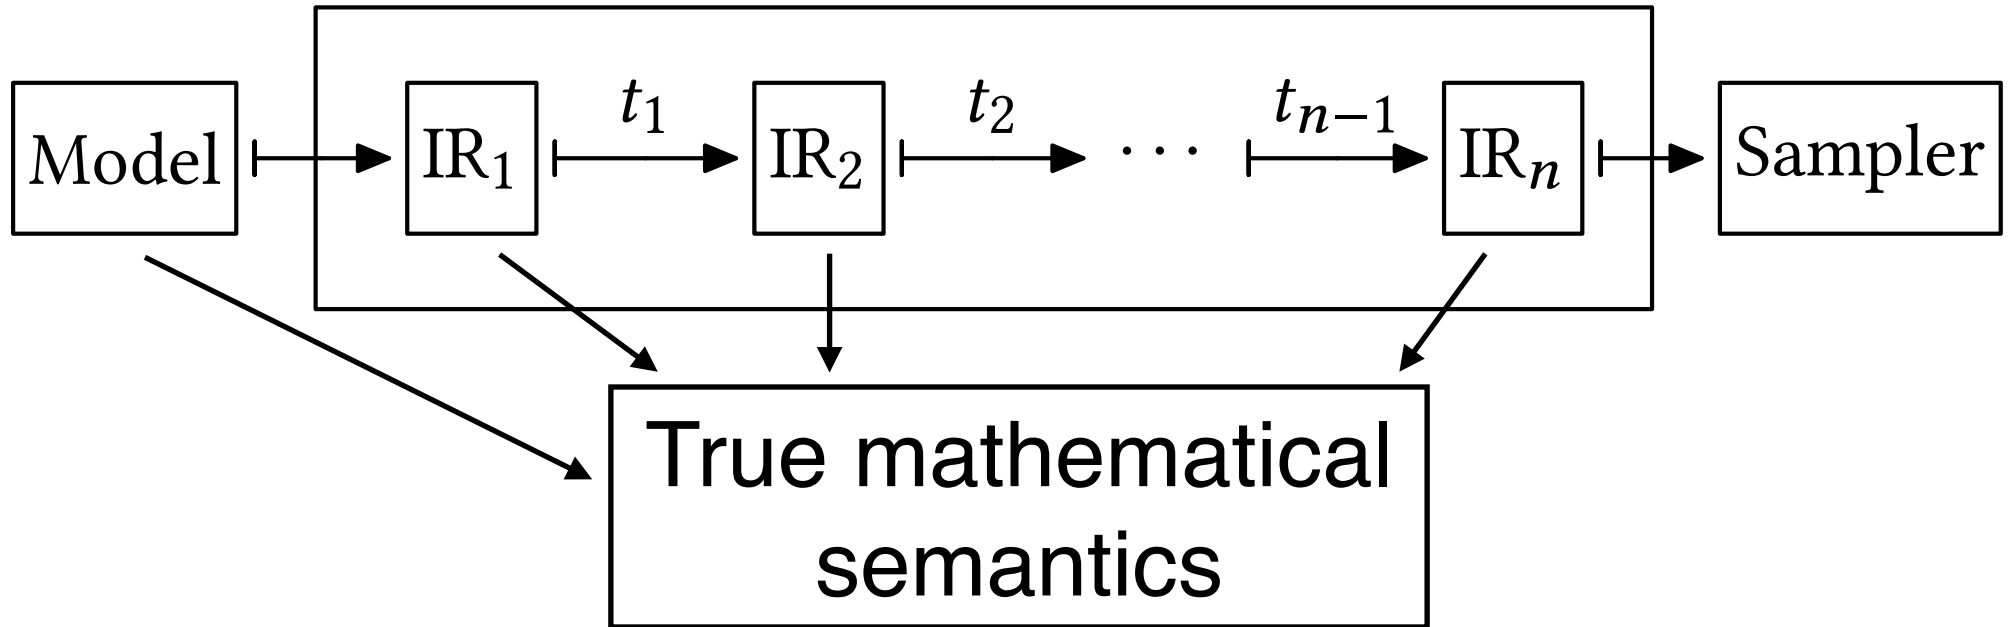 Model IR₁ t₁ IR₂ t₂ ··· tₙ₋₁ IRₙ Sampler
True mathematical
semantics